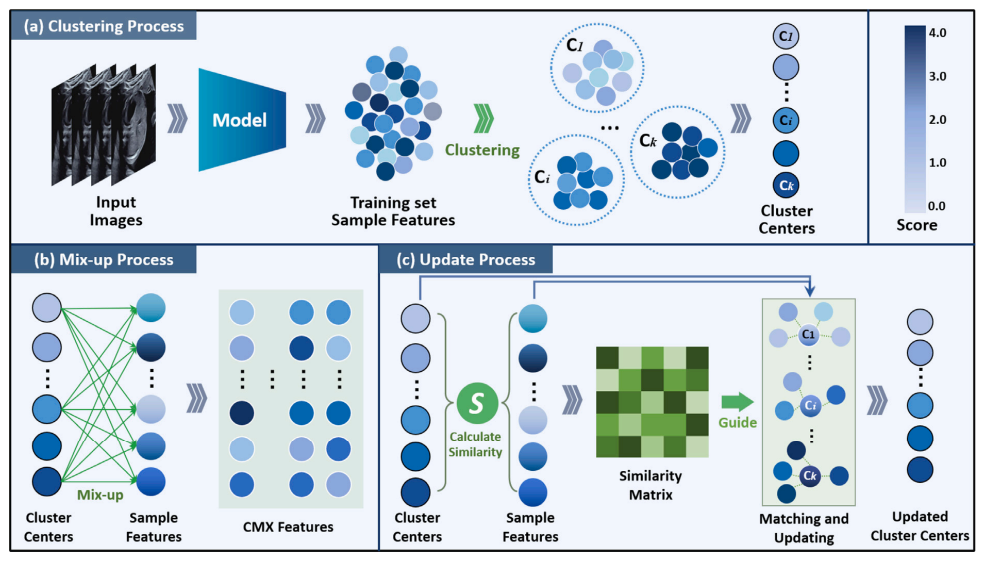 (a) Clustering Process
Input
Images
Model
Training set
Sample Features
Clustering
C1
...
Ck
Ci
C1
Ci
Ck
Cluster
Centers
4.0
3.0
2.0
1.0
0.0
Score
(b) Mix-up Process
Mix-up
Cluster
Centers
Sample
Features
CMX Features
(c) Update Process
S
Calculate
Similarity
Cluster
Centers
Sample
Features
Similarity
Matrix
Guide
C1
Ci
Ck
Matching and
Updating
Updated
Cluster Centers